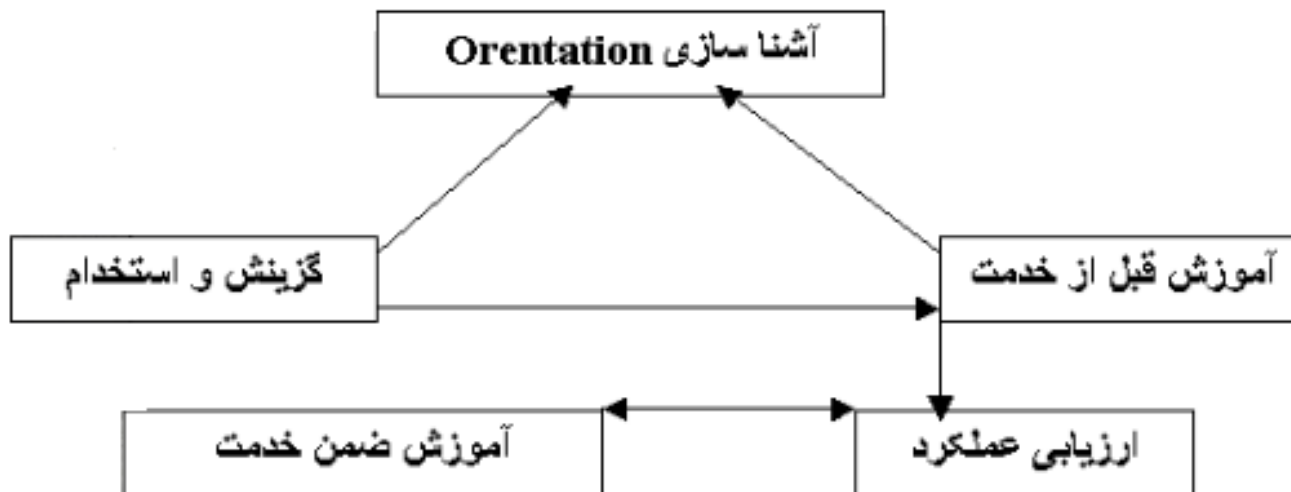 آشنا سازی Orentation
آموزش قبل از خدمت
گزینش و استخدام
ارزیابی عملکرد
آموزش ضمن خدمت